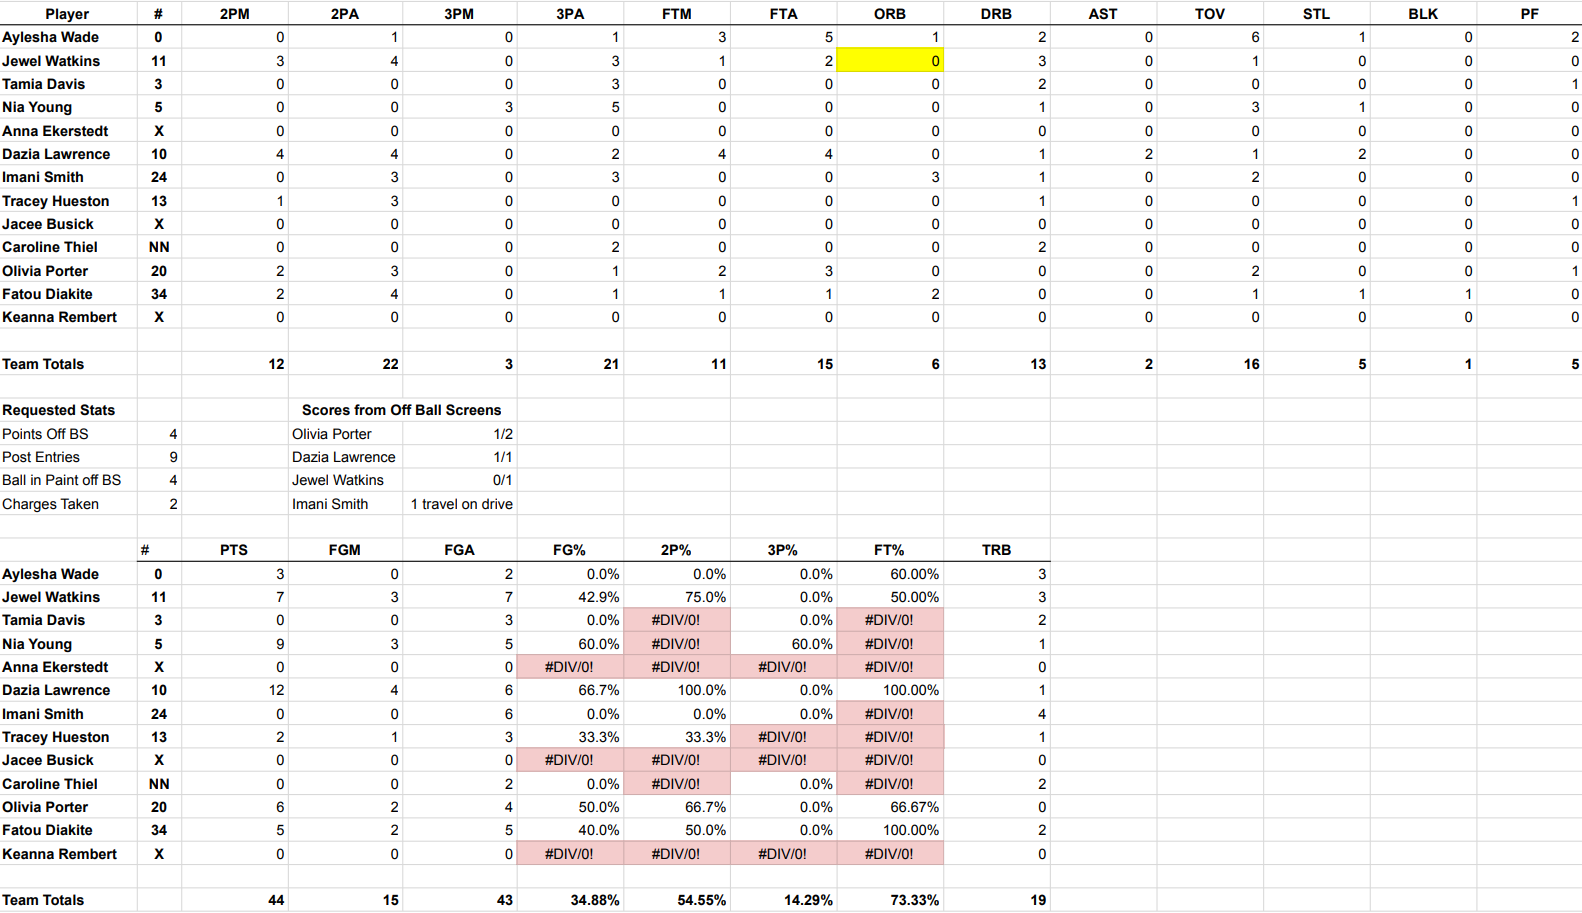 Player # 2PM 2PA 3PM 3PA FTM FTA ORB DRB AST TOV STL BLK PF
Aylesha Wade 0 0 1 0 1 3 5 1 2 0 6 1 0 2
Jewel Watkins 11 3 4 0 3 1 2 0 3 0 1 0 0 0
Tamia Davis 3 0 0 0 3 0 0 0 2 0 0 0 0 1
Nia Young 5 0 0 3 5 0 0 0 1 0 3 1 0 0
Anna Ekerstedt X 0 0 0 0 0 0 0 0 0 0 0 0 0
Dazia Lawrence 10 4 4 0 2 4 4 0 1 2 1 2 0 0
Imani Smith 24 0 3 0 3 0 0 3 1 0 2 0 0 0
Tracey Hueston 13 1 3 0 0 0 0 0 1 0 0 0 0 1
Jacee Busick X 0 0 0 0 0 0 0 0 0 0 0 0 0
Caroline Thiel NN 0 0 0 2 0 0 0 2 0 0 0 0 0
Olivia Porter 20 2 3 0 1 2 3 0 0 0 2 0 0 1
Fatou Diakite 34 2 4 0 1 1 1 2 0 0 1 1 1 0
Keanna Rembert X 0 0 0 0 0 0 0 0 0 0 0 0 0
Team Totals 12 22 3 21 11 15 6 13 2 16 5 1 5
Requested Stats Scores from Off Ball Screens
Points Off BS 4 Olivia Porter 1/2
Post Entries 9 Dazia Lawrence 1/1
Ball in Paint off BS 4 Jewel Watkins 0/1
Charges Taken 2 Imani Smith 1 travel on drive
# PTS FGM FGA FG% 2P% 3P% FT% TRB
Aylesha Wade 0 3 0 2 0.0% 0.0% 0.0% 60.00% 3
Jewel Watkins 11 7 3 7 42.9% 75.0% 0.0% 50.00% 3
Tamia Davis 3 0 0 3 0.0% #DIV/0! 0.0% #DIV/0! 2
Nia Young 5 9 3 5 60.0% #DIV/0! 60.0% #DIV/0! 1
Anna Ekerstedt X 0 0 0 #DIV/0! #DIV/0! #DIV/0! #DIV/0! 0
Dazia Lawrence 10 12 4 6 66.7% 100.0% 0.0% 100.00% 1
Imani Smith 24 0 0 6 0.0% 0.0% 0.0% #DIV/0! 4
Tracey Hueston 13 2 1 3 33.3% 33.3% #DIV/0! #DIV/0! 1
Jacee Busick X 0 0 0 #DIV/0! #DIV/0! #DIV/0! #DIV/0! 0
Caroline Thiel NN 0 0 2 0.0% #DIV/0! 0.0% #DIV/0! 2
Olivia Porter 20 6 2 4 50.0% 66.7% 0.0% 66.67% 0
Fatou Diakite 34 5 2 5 40.0% 50.0% 0.0% 100.00% 2
Keanna Rembert X 0 0 0 #DIV/0! #DIV/0! #DIV/0! #DIV/0! 0
Team Totals 44 15 43 34.88% 54.55% 14.29% 73.33% 19